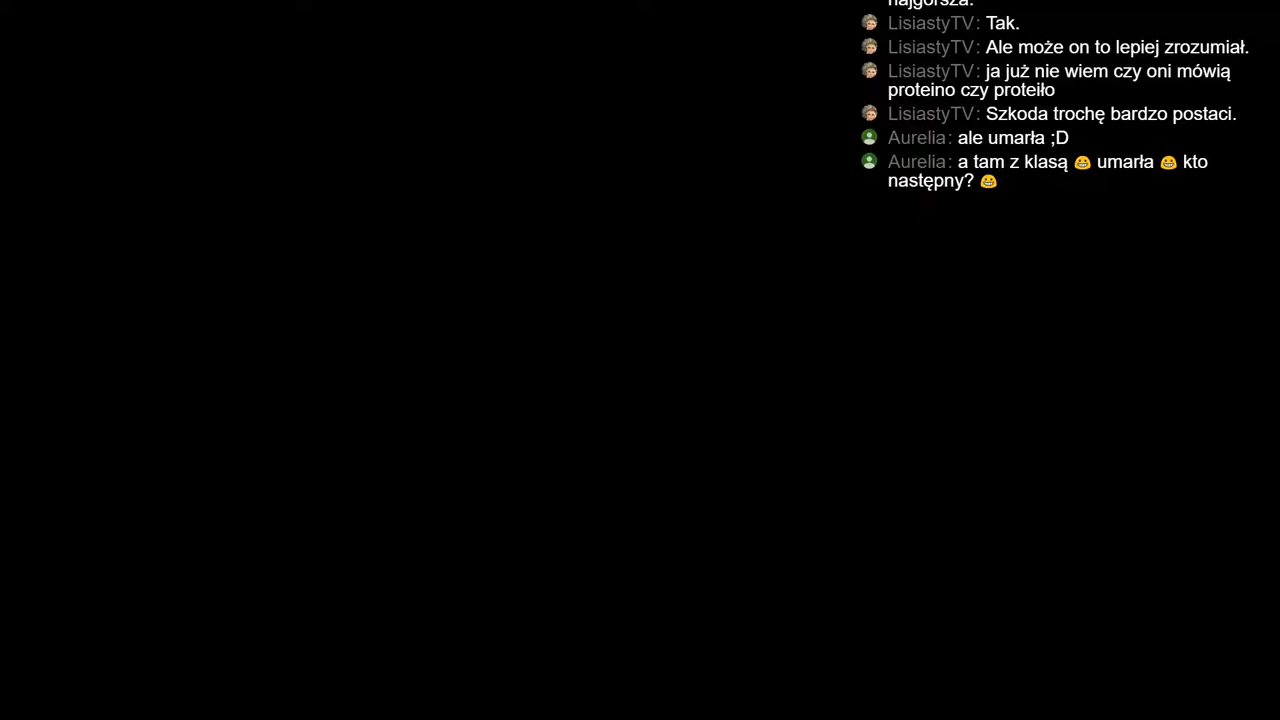 najgorsza.
LisiastyTV: Tak.
LisiastyTV: Ale może on to lepiej zrozumiał.
LisiastyTV: ja już nie wiem czy oni mówią
proteino czy proteiło
LisiastyTV: Szkoda trochę bardzo postaci.
Aurelia: ale umarła ;D
Aurelia: a tam z klasą 😀 umarła 😀 kto
następny? 😀